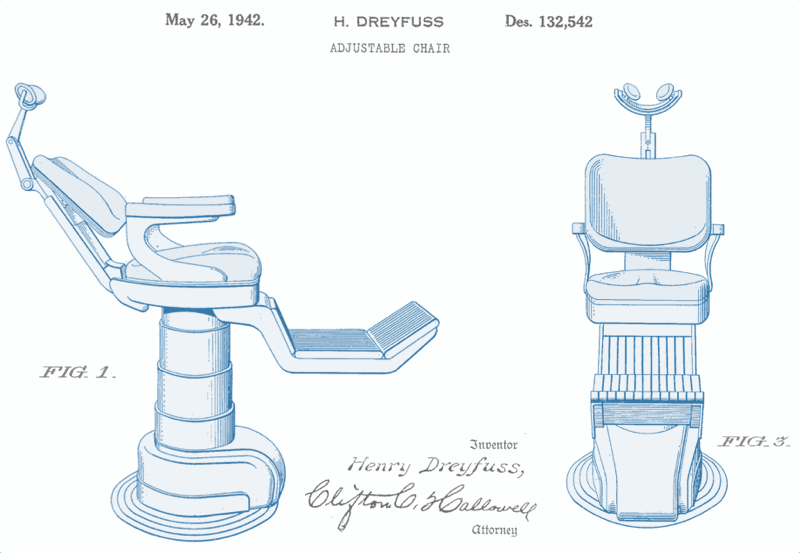 May 26, 1942. H. DREYFUSS Des. 132,542
ADJUSTABLE CHAIR
FIG. 1.
FIG. 3.
Inventor
Henry Dreyfuss,
Clifton C. Hallowell
Attorney